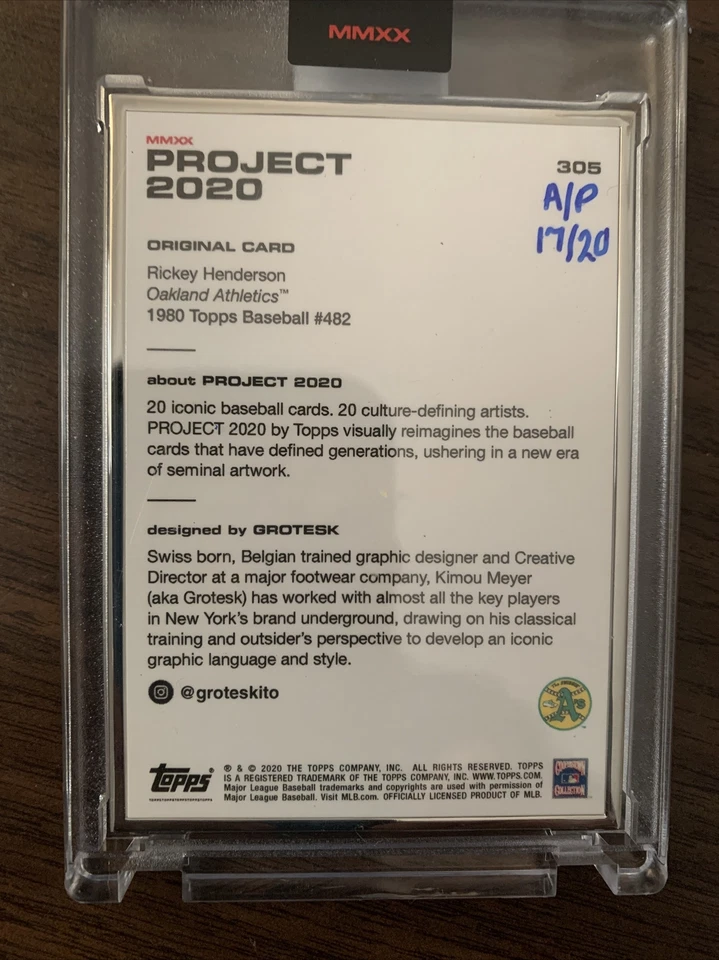 MMXX
MMXX
PROJECT
2020
305
A/P
17/20
ORIGINAL CARD
Rickey Henderson
Oakland Athletics™
1980 Topps Baseball #482
about PROJECT 2020
20 iconic baseball cards. 20 culture-defining artists.
PROJECT 2020 by Topps visually reimagines the baseball
cards that have defined generations, ushering in a new era
of seminal artwork.
designed by GROTESK
Swiss born, Belgian trained graphic designer and Creative
Director at a major footwear company, Kimou Meyer
(aka Grotesk) has worked with almost all the key players
in New York's brand underground, drawing on his classical
training and outsider's perspective to develop an iconic
graphic language and style.
@groteskito
A's
topps®
® & © 2020 THE TOPPS COMPANY, INC. ALL RIGHTS RESERVED. TOPPS
IS A REGISTERED TRADEMARK OF THE TOPPS COMPANY, INC. WWW.TOPPS.COM.
Major League Baseball trademarks and copyrights are used with permission of
Major League Baseball. Visit MLB.com. OFFICIALLY LICENSED PRODUCT OF MLB.
COLLECTION